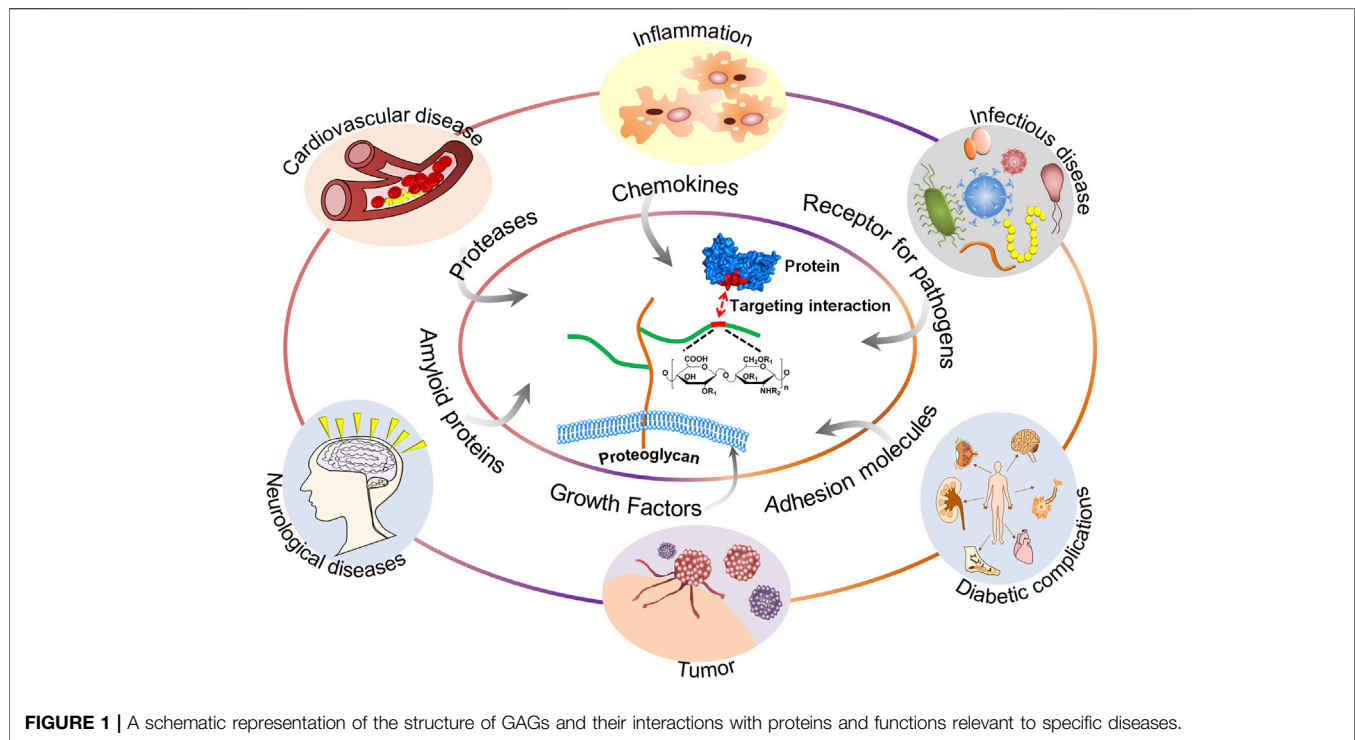 Inflammation
Cardiovascular disease
Infectious disease
Chemokines
Proteases
Receptor for pathogens
Protein
Targeting interaction
COOH
CH₂OR₁
O
O
O
O
OH
OR₁
O
n
OR₁
NHR₂
Amyloid proteins
Proteoglycan
Growth Factors
Adhesion molecules
Neurological diseases
Diabetic complications
Tumor
FIGURE 1 | A schematic representation of the structure of GAGs and their interactions with proteins and functions relevant to specific diseases.